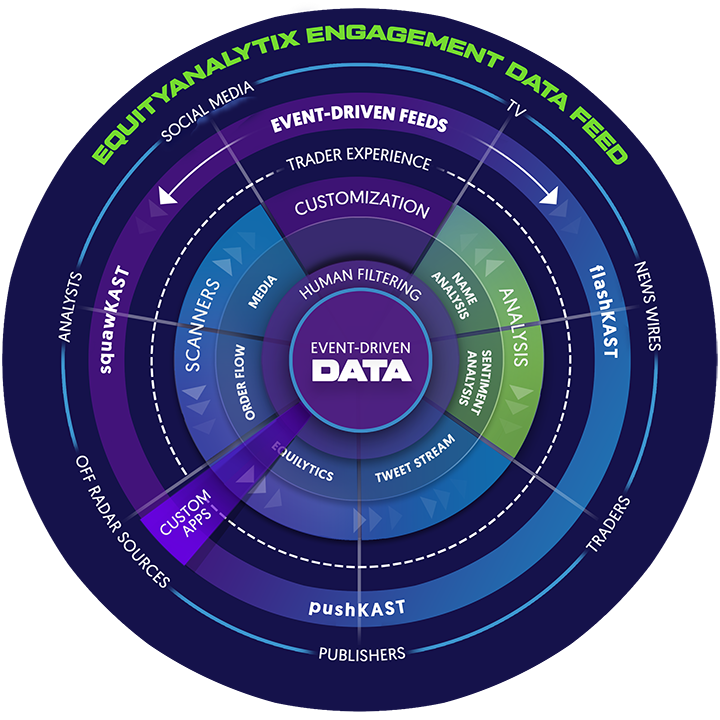 EQUITYANALYTIX ENGAGEMENT DATA FEED
SOCIAL MEDIA
TV
NEWS WIRES
TRADERS
PUBLISHERS
OFF RADAR SOURCES
ANALYSTS
EVENT-DRIVEN FEEDS
squawKAST
flashKAST
pushKAST
CUSTOM
APPS
TRADER EXPERIENCE
CUSTOMIZATION
SCANNERS
ANALYSIS
MEDIA
ORDER FLOW
EQUILYTICS
TWEET STREAM
NAME
ANALYSIS
SENTIMENT
ANALYSIS
HUMAN FILTERING
EVENT-DRIVEN
DATA